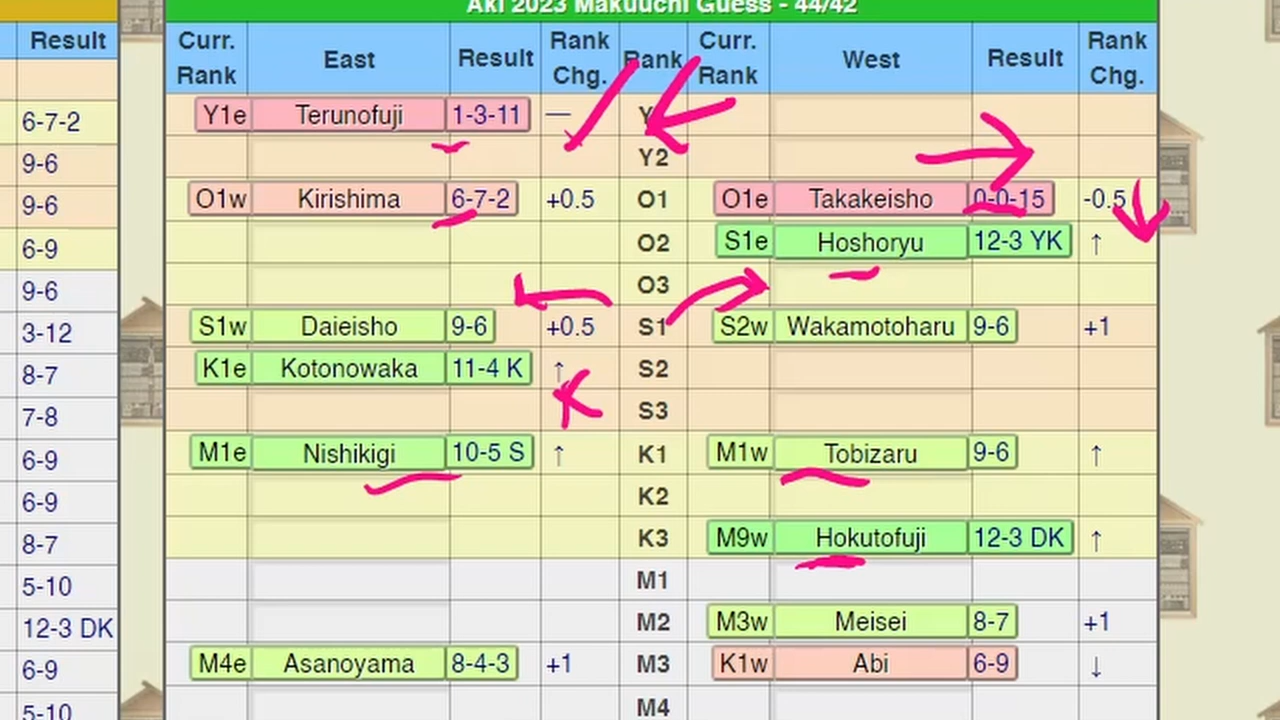 Aki 2023 Makuuchi Guess - 44/42
Result Curr. Rank East Result Rank Chg. Rank Curr. Rank West Result Rank Chg.
6-7-2 Y1e Terunofuji 1-3-11 —
9-6 Y2
9-6 O1w Kirishima 6-7-2 +0.5 O1 O1e Takakeisho 0-0-15 -0.5
6-9 O2 S1e Hoshoryu 12-3 YK ↑
9-6 O3
3-12 S1w Daieisho 9-6 +0.5 S1 S2w Wakamotoharu 9-6 +1
8-7 K1e Kotonowaka 11-4 K ↑ S2
7-8 S3
6-9 M1e Nishikigi 10-5 S ↑ K1 M1w Tobizaru 9-6 ↑
6-9 K2
8-7 K3 M9w Hokutofuji 12-3 DK ↑
5-10 M1
12-3 DK M2 M3w Meisei 8-7 +1
6-9 M4e Asanoyama 8-4-3 +1 M3 K1w Abi 6-9 ↓
5-10 M4